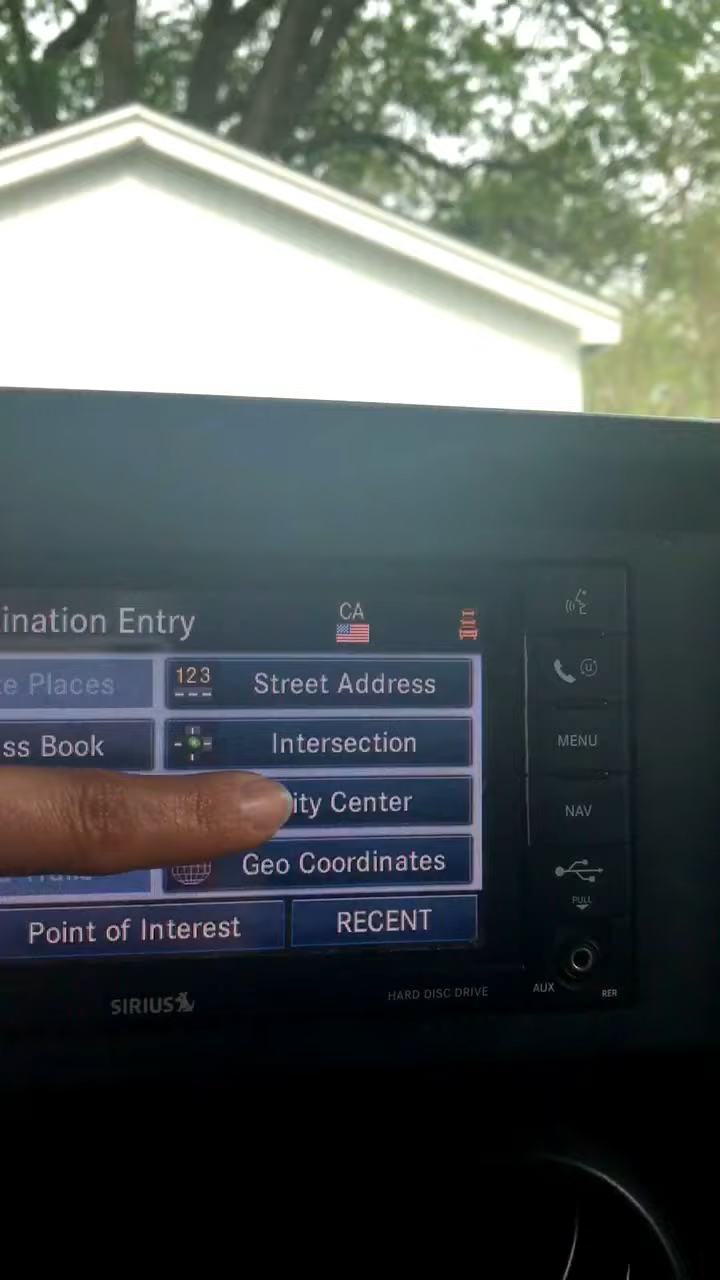 ination Entry
CA
e Places
123
Street Address
ss Book
Intersection
ity Center
Geo Coordinates
Point of Interest
RECENT
MENU
NAV
PULL
AUX
RER
SIRIUS
HARD DISC DRIVE